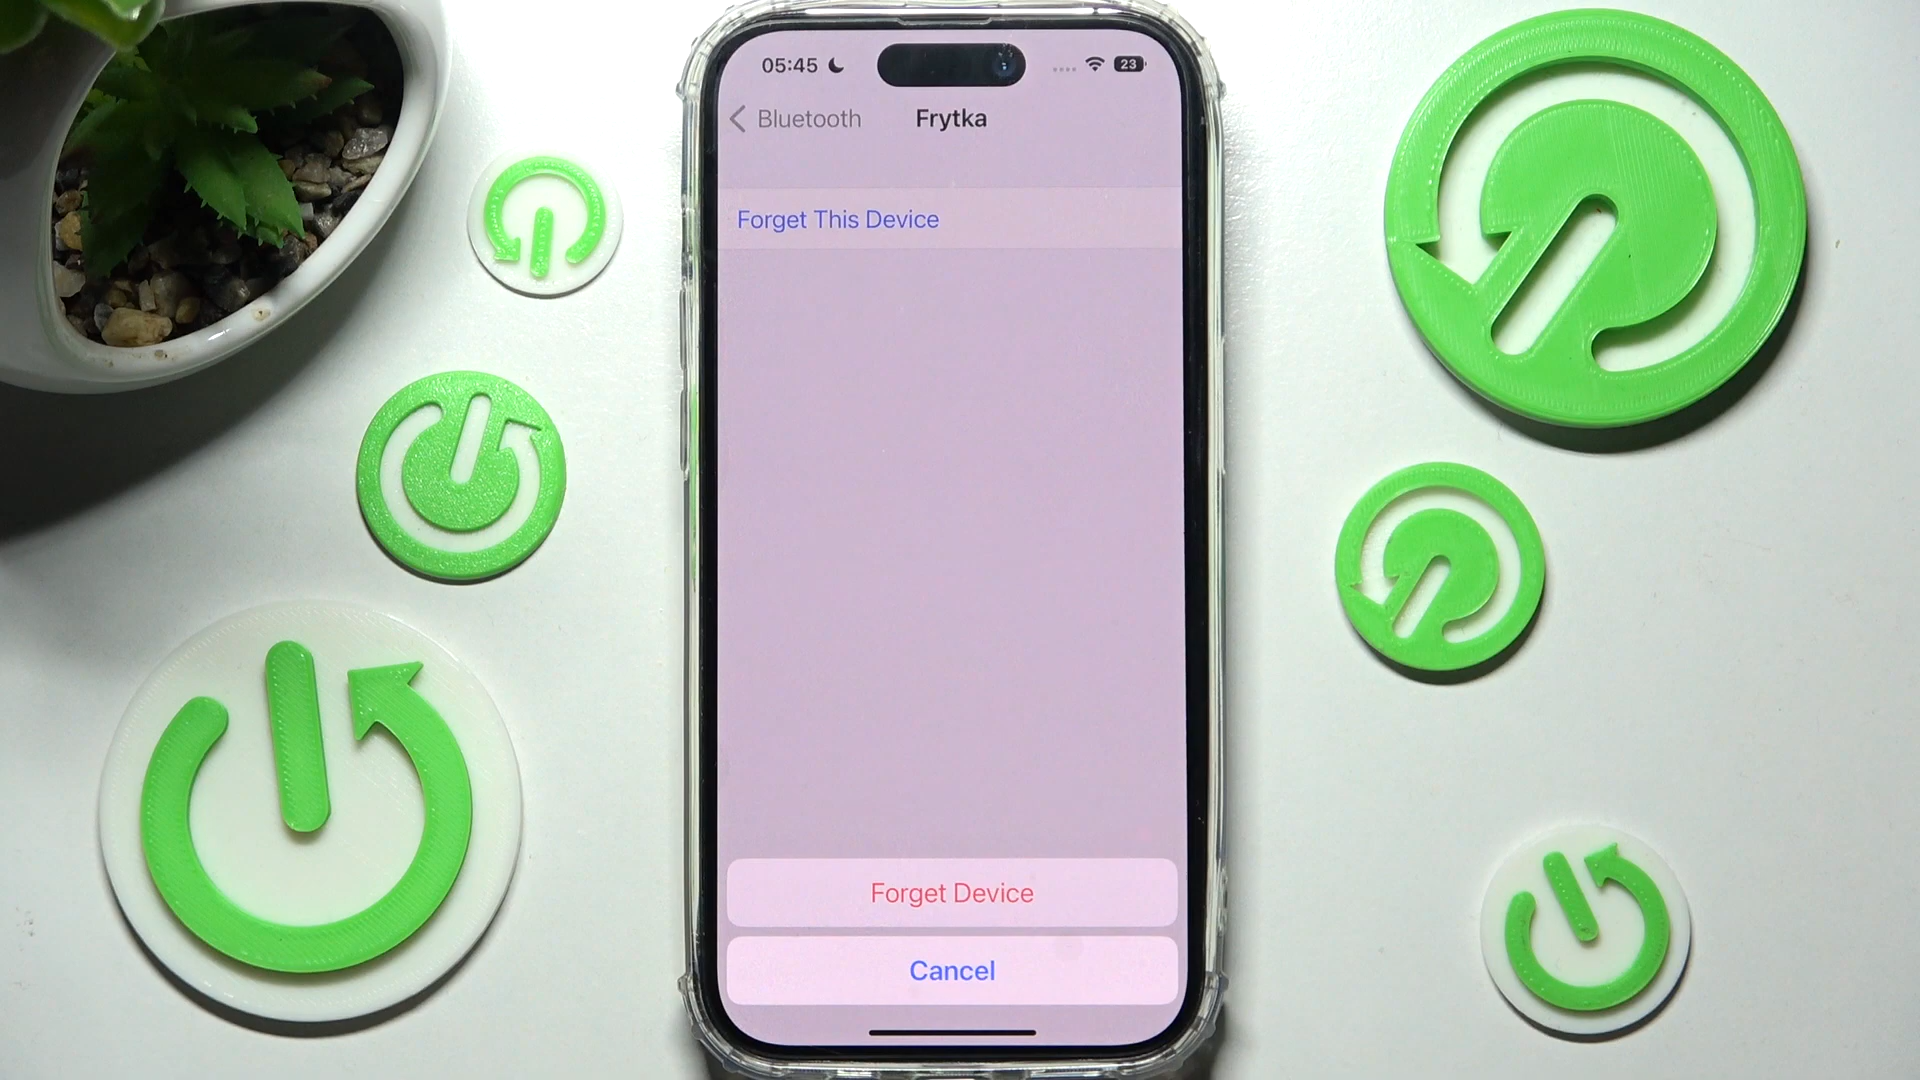 05:45
23
Bluetooth
Frytka
Forget This Device
Forget Device
Cancel